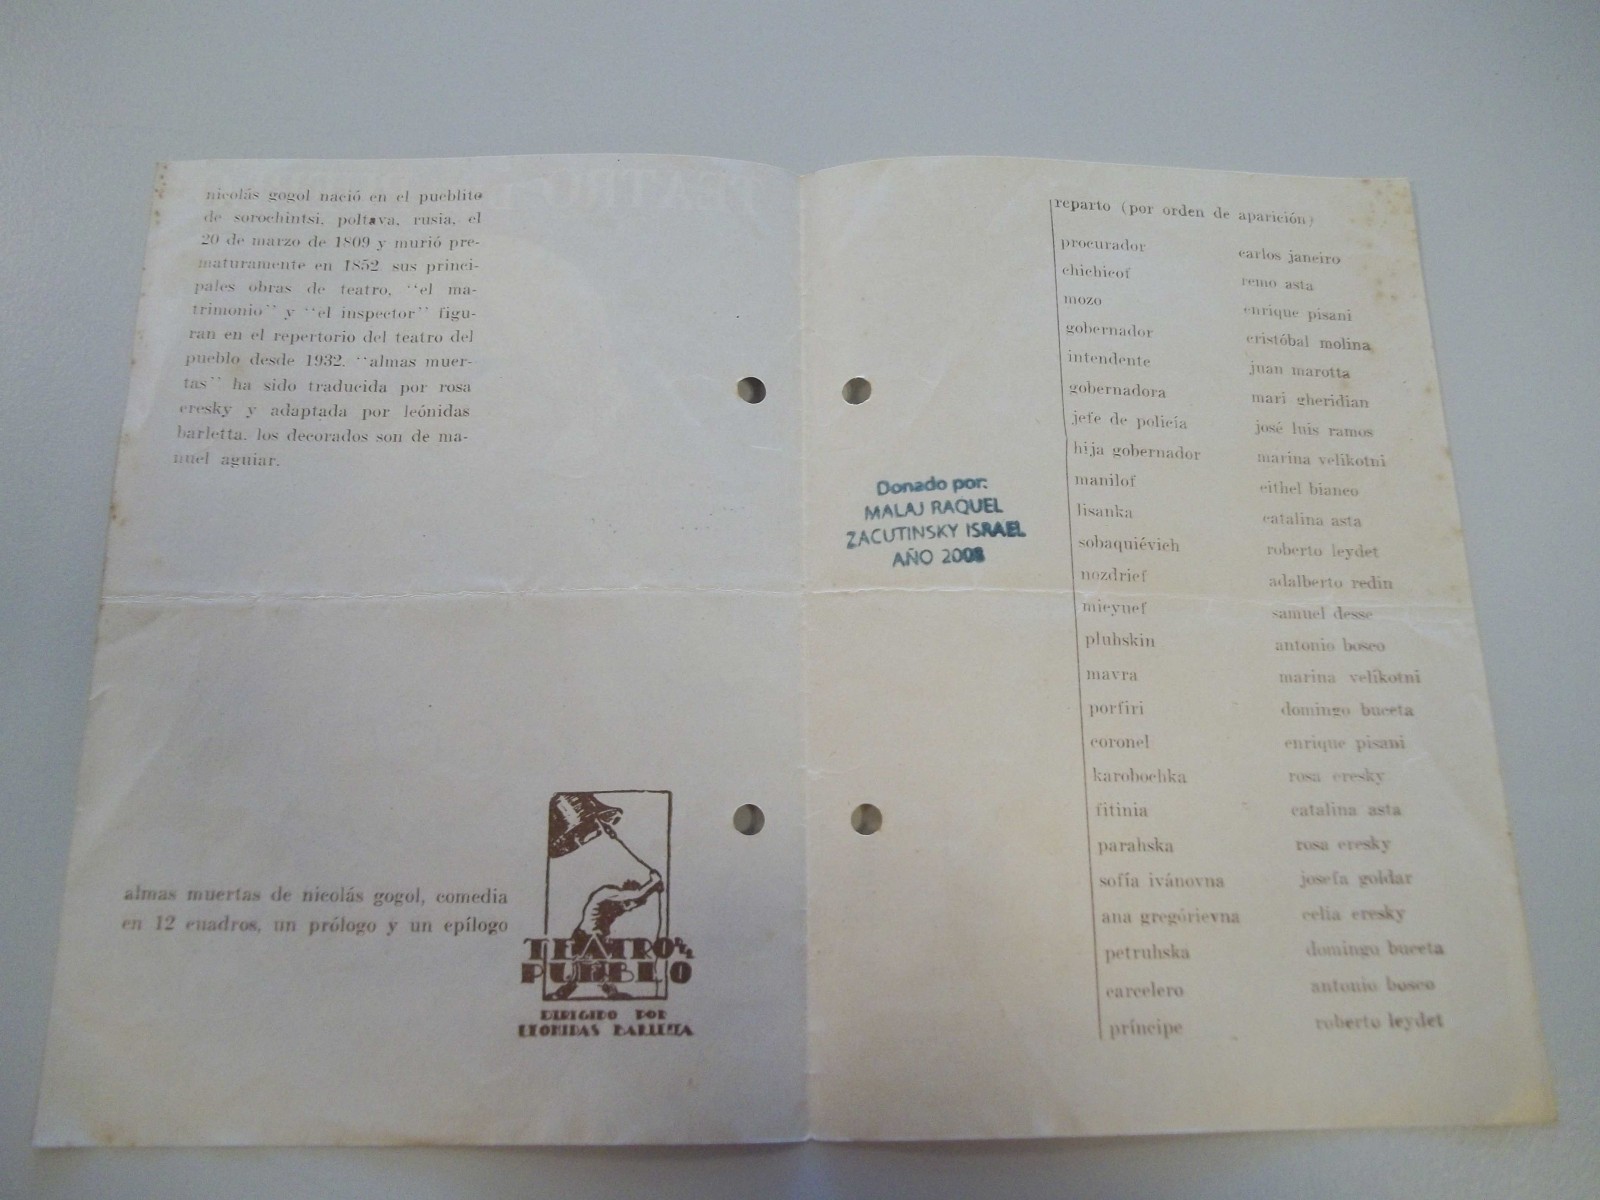 nicolás gogol nació en el pueblito
de sorochintsi, poltava, rusia, el
20 de marzo de 1809 y murió pre-
maturamente en 1852. sus princi-
pales obras de teatro, "el ma-
trimonio" y "el inspector" figu-
ran en el repertorio del teatro del
pueblo desde 1932. "almas muer-
tas" ha sido traducida por rosa
eresky y adaptada por leónidas
barletta. los decorados son de ma-
nuel aguiar.
almas muertas de nicolás gogol, comedia
en 12 cuadros, un prólogo y un epílogo
TEATRO DEL
PUEBLO
DIRIGIDO POR
LEONIDAS BARLETTA
Donado por:
MALAJ RAQUEL
ZACUTINSKY ISRAEL
AÑO 2008
reparto (por orden de aparición)
procurador carlos janeiro
chichicof remo asta
mozo enrique pisani
gobernador cristóbal molina
intendente juan marotta
gobernadora mari gheridian
jefe de policía josé luis ramos
hija gobernador marina velikotni
manilof eithel bianco
lisanka catalina asta
sobaquiévich roberto leydet
nozdrief adalberto redin
mieyuef samuel desse
pluhskin antonio bosco
mavra marina velikotni
porfiri domingo buceta
coronel enrique pisani
karobochka rosa eresky
fitinia catalina asta
parahska rosa eresky
sofía ivánovna josefa goldar
ana gregórievna celia eresky
petruhska domingo buceta
carcelero antonio bosco
príncipe roberto leydet